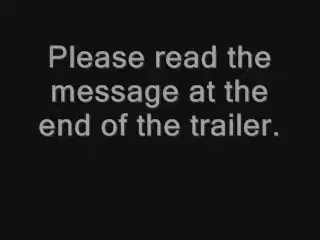 Please read the
message at the
end of the trailer.